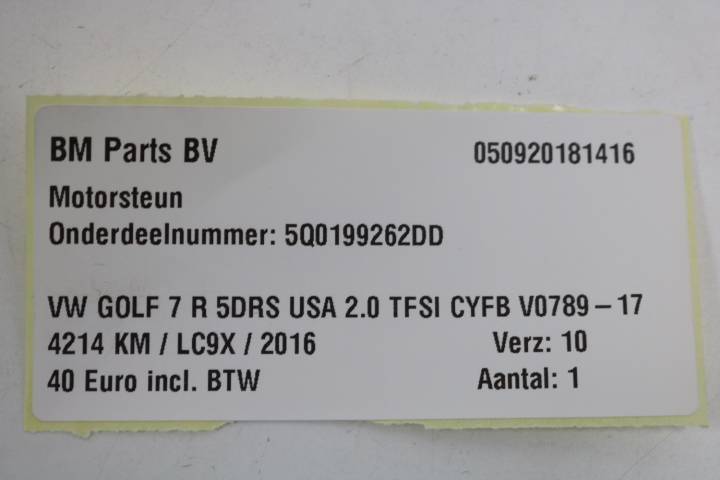 BM Parts BV 050920181416
Motorsteun
Onderdeelnummer: 5Q0199262DD
VW GOLF 7 R 5DRS USA 2.0 TFSI CYFB V0789-17
4214 KM / LC9X / 2016 Verz: 10
40 Euro incl. BTW Aantal: 1